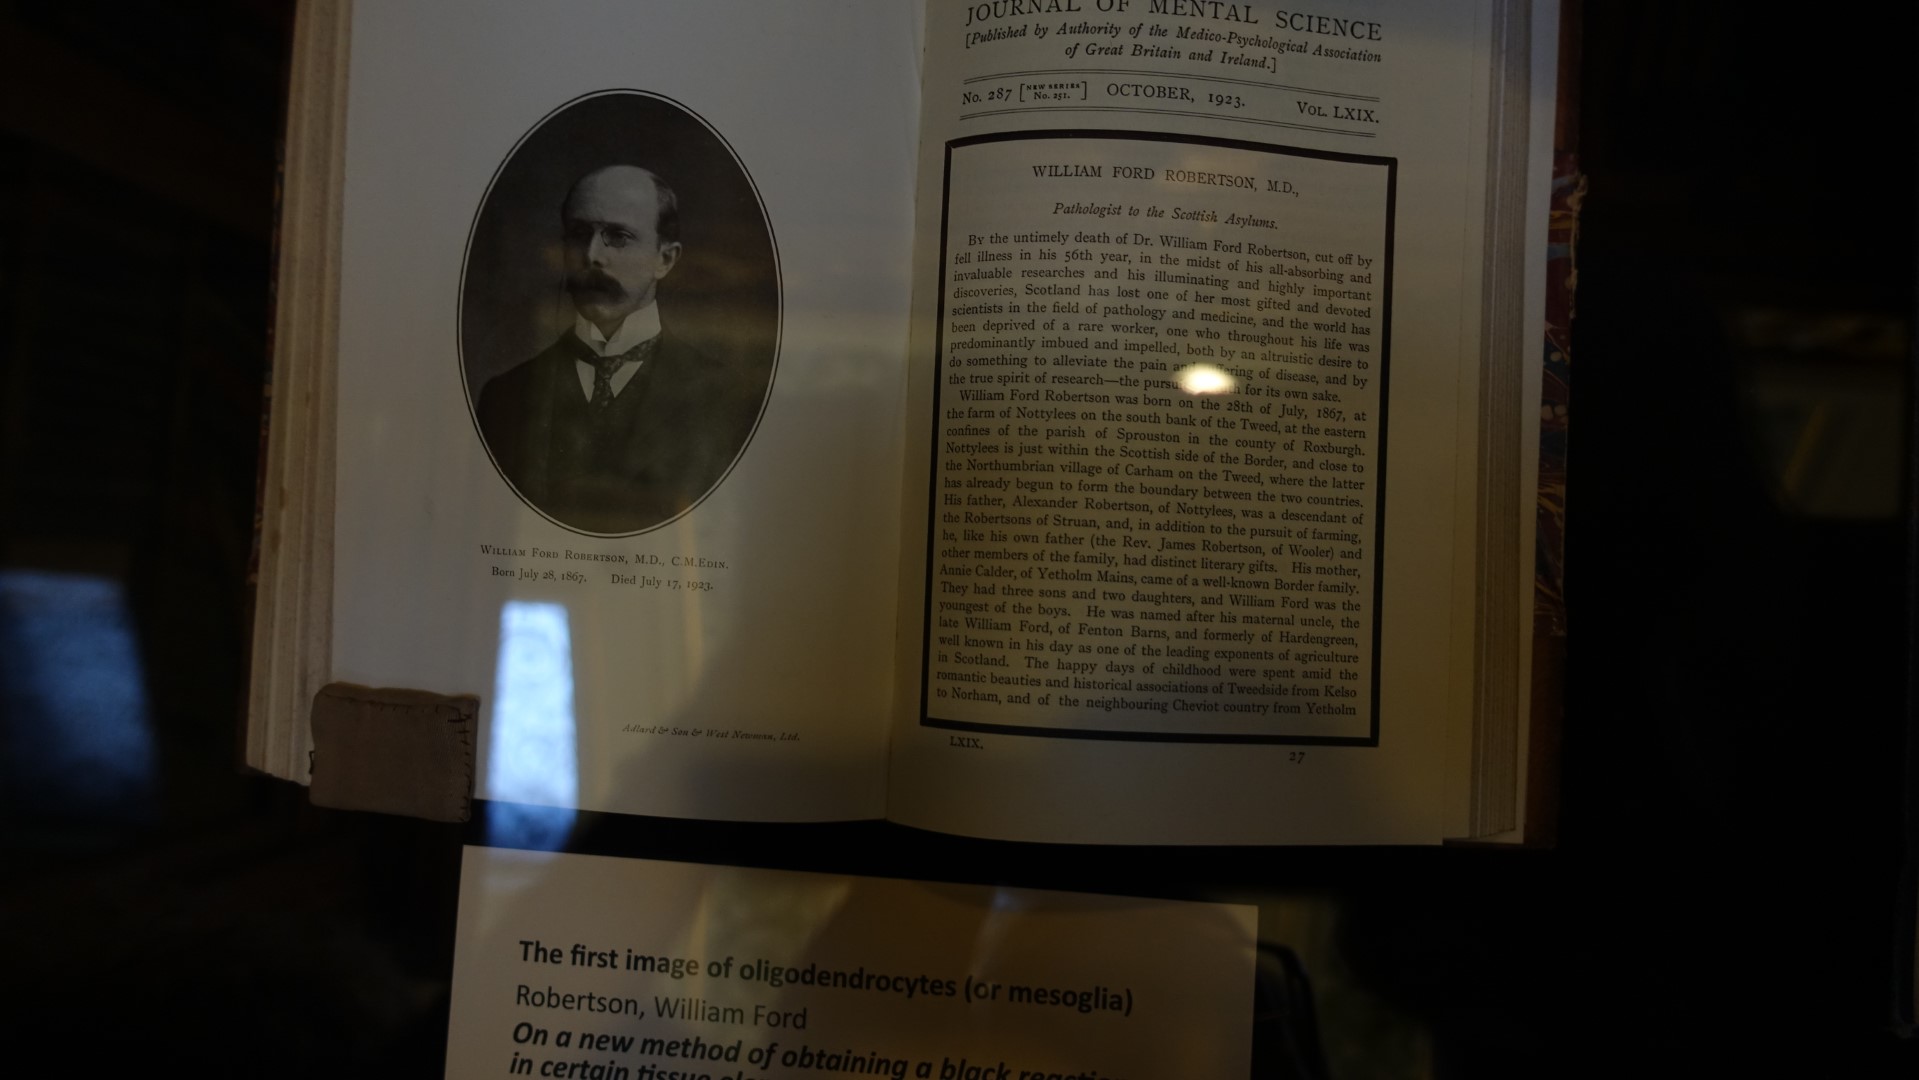 WILLIAM FORD ROBERTSON, M.D., C.M.EDIN.
Born July 28, 1867. Died July 17, 1923.
Adlard & Son & West Newman, Ltd.
JOURNAL OF MENTAL SCIENCE
[Published by Authority of the Medico-Psychological Association
of Great Britain and Ireland.]
No. 287 [NEW SERIES No. 251.] OCTOBER, 1923. VOL. LXIX.
WILLIAM FORD ROBERTSON, M.D.,
Pathologist to the Scottish Asylums.
By the untimely death of Dr. William Ford Robertson, cut off by
fell illness in his 56th year, in the midst of his all-absorbing and
invaluable researches and his illuminating and highly important
discoveries, Scotland has lost one of her most gifted and devoted
scientists in the field of pathology and medicine, and the world has
been deprived of a rare worker, one who throughout his life was
predominantly imbued and impelled, both by an altruistic desire to
do something to alleviate the pain of disease, and by
the true spirit of research—the for its own sake.
William Ford Robertson was born on the 28th of July, 1867, at
the farm of Nottylees on the south bank of the Tweed, at the eastern
confines of the parish of Sprouston in the county of Roxburgh.
Nottylees is just within the Scottish side of the Border, and close to
the Northumbrian village of Carham on the Tweed, where the latter
has already begun to form the boundary between the two countries.
His father, Alexander Robertson, of Nottylees, was a descendant of
the Robertsons of Struan, and, in addition to the pursuit of farming,
he, like his own father (the Rev. James Robertson, of Wooler) and
other members of the family, had distinct literary gifts. His mother,
Annie Calder, of Yetholm Mains, came of a well-known Border family.
They had three sons and two daughters, and William Ford was the
youngest of the boys. He was named after his maternal uncle, the
late William Ford, of Fenton Barns, and formerly of Hardengreen,
well known in his day as one of the leading exponents of agriculture
in Scotland. The happy days of childhood were spent amid the
romantic beauties and historical associations of Tweedside from Kelso
to Norham, and of the neighbouring Cheviot country from Yetholm
LXIX. 27
The first image of oligodendrocytes (or mesoglia)
Robertson, William Ford
On a new method of obtaining a black
in certain tissue